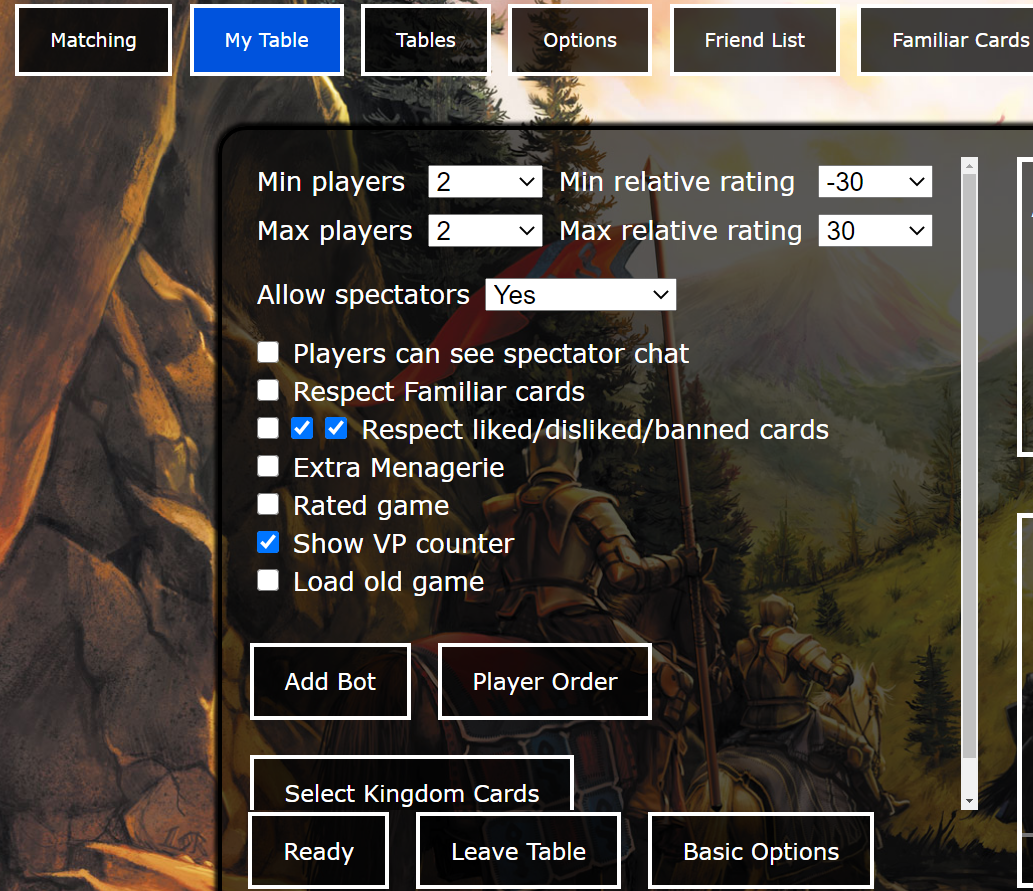 Matching My Table Tables Options Friend List Familiar Cards
Min players 2 Min relative rating -30
Max players 2 Max relative rating 30
Allow spectators Yes
Players can see spectator chat
Respect Familiar cards
Respect liked/disliked/banned cards
Extra Menagerie
Rated game
Show VP counter
Load old game
Add Bot Player Order
Select Kingdom Cards
Ready Leave Table Basic Options